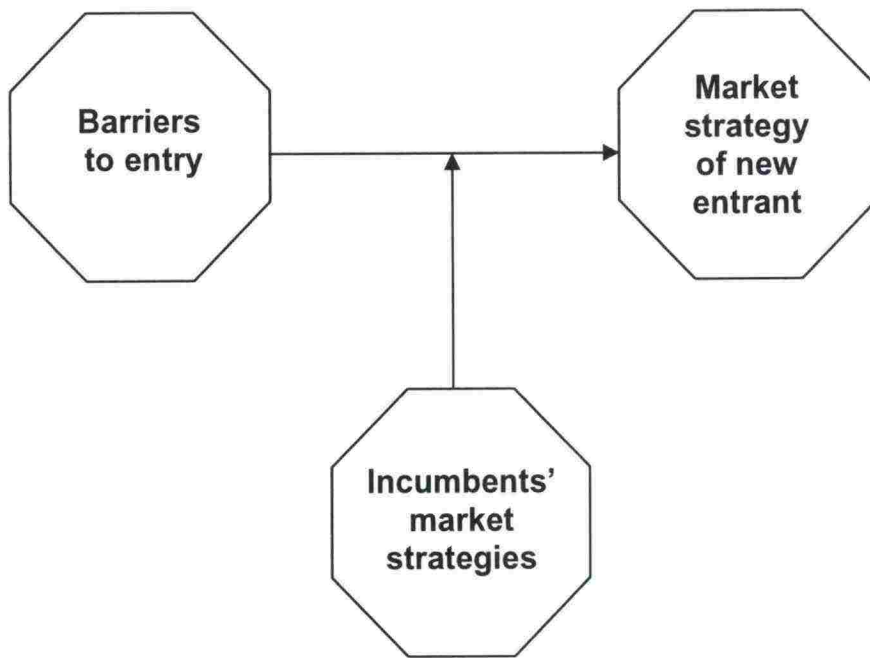 Barriers
to entry
Market
strategy
of new
entrant
Incumbents’
market
strategies